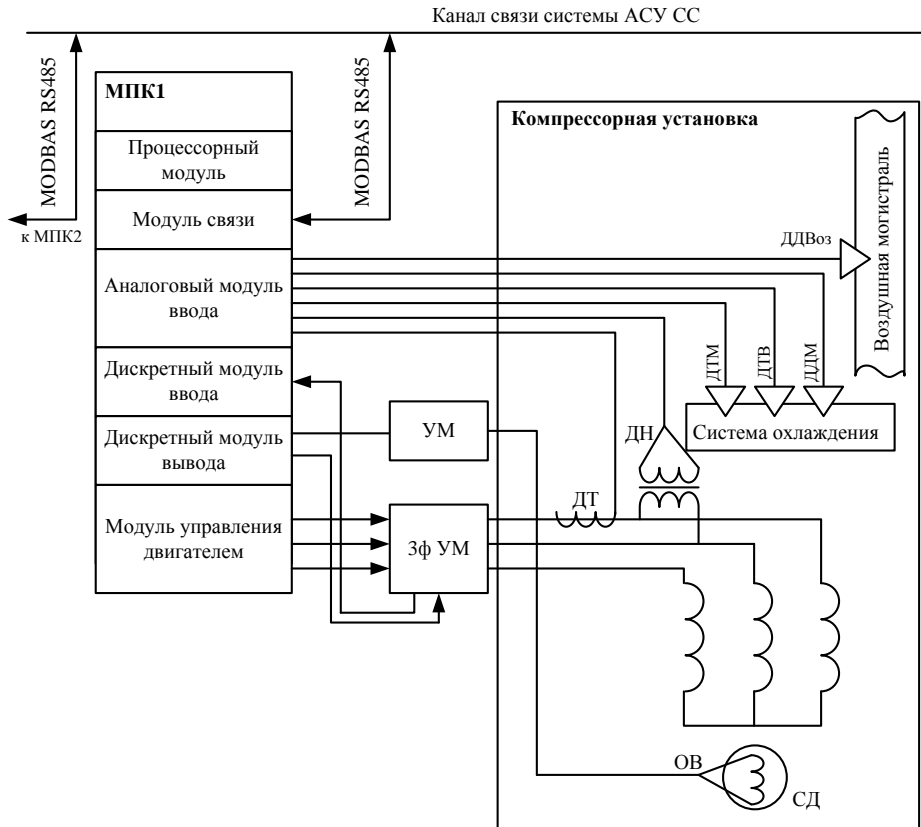 Канал связи системы АСУ СС
MODBAS RS485
MODBAS RS485
к МПК2
МПК1
Процессорный
модуль
Модуль связи
Аналоговый модуль
ввода
Дискретный модуль
ввода
Дискретный модуль
вывода
Модуль управления
двигателем
УМ
3ф УМ
Компрессорная установка
Воздушная могистраль
ДДВоз
ДТМ
ДТВ
ДДМ
Система охлаждения
ДН
ДТ
ОВ
СД